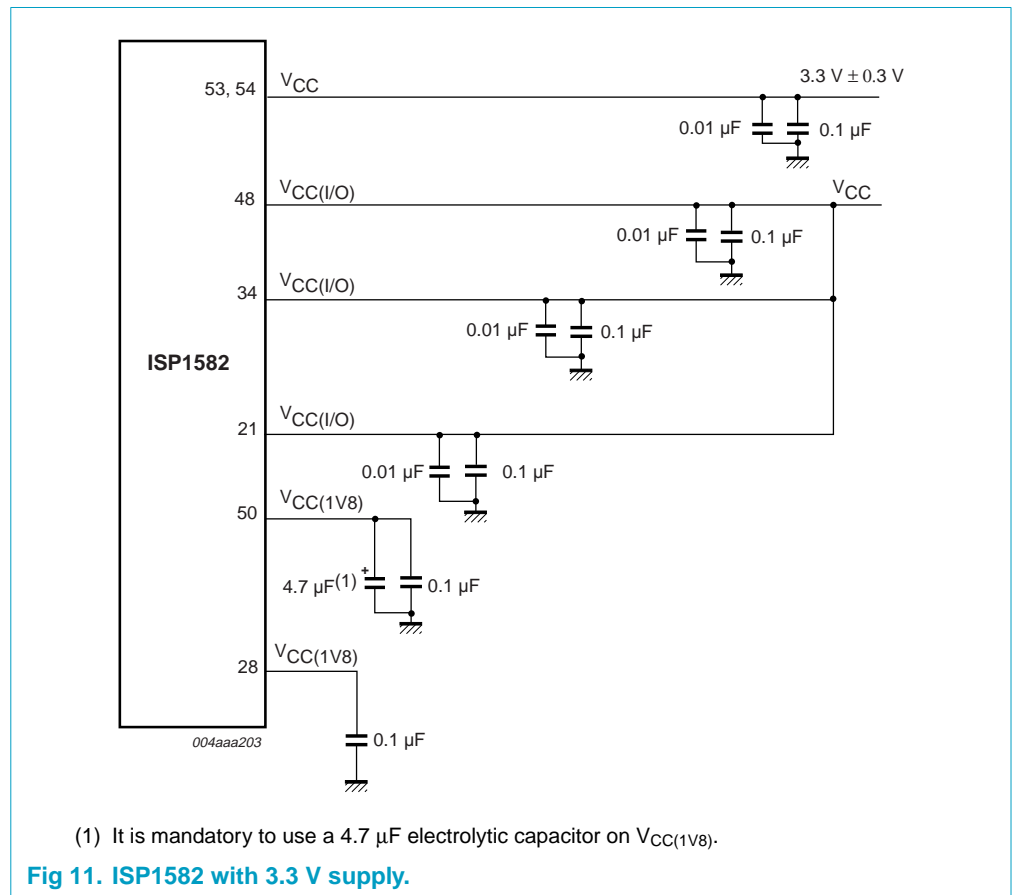 53, 54 VCC 3.3 V ± 0.3 V
0.01 µF 0.1 µF
48 VCC(I/O) VCC
0.01 µF 0.1 µF
34 VCC(I/O)
0.01 µF 0.1 µF
ISP1582
21 VCC(I/O)
0.01 µF 0.1 µF
50 VCC(1V8)
+
4.7 µF(1) 0.1 µF
28 VCC(1V8)
004aaa203
0.1 µF
(1) It is mandatory to use a 4.7 µF electrolytic capacitor on VCC(1V8).
Fig 11. ISP1582 with 3.3 V supply.